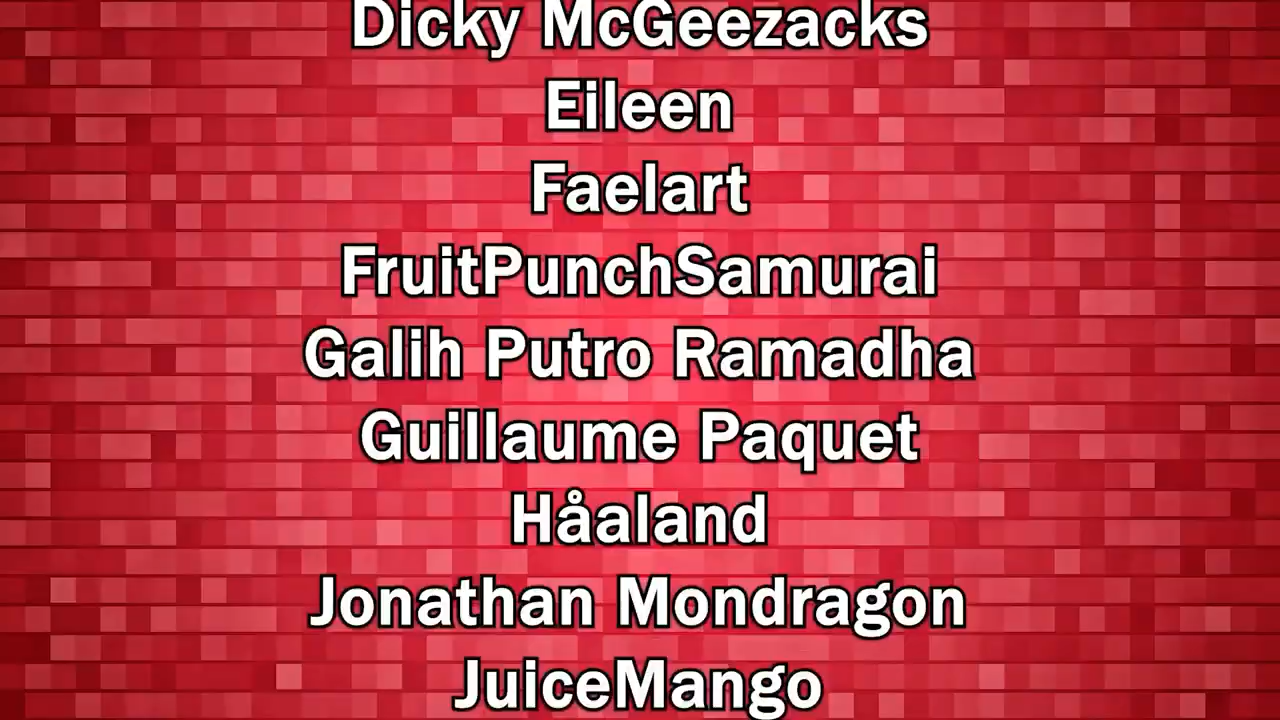 Dicky McGeezacks
Eileen
Faelart
FruitPunchSamurai
Galih Putro Ramadha
Guillaume Paquet
Håaland
Jonathan Mondragon
JuiceMango